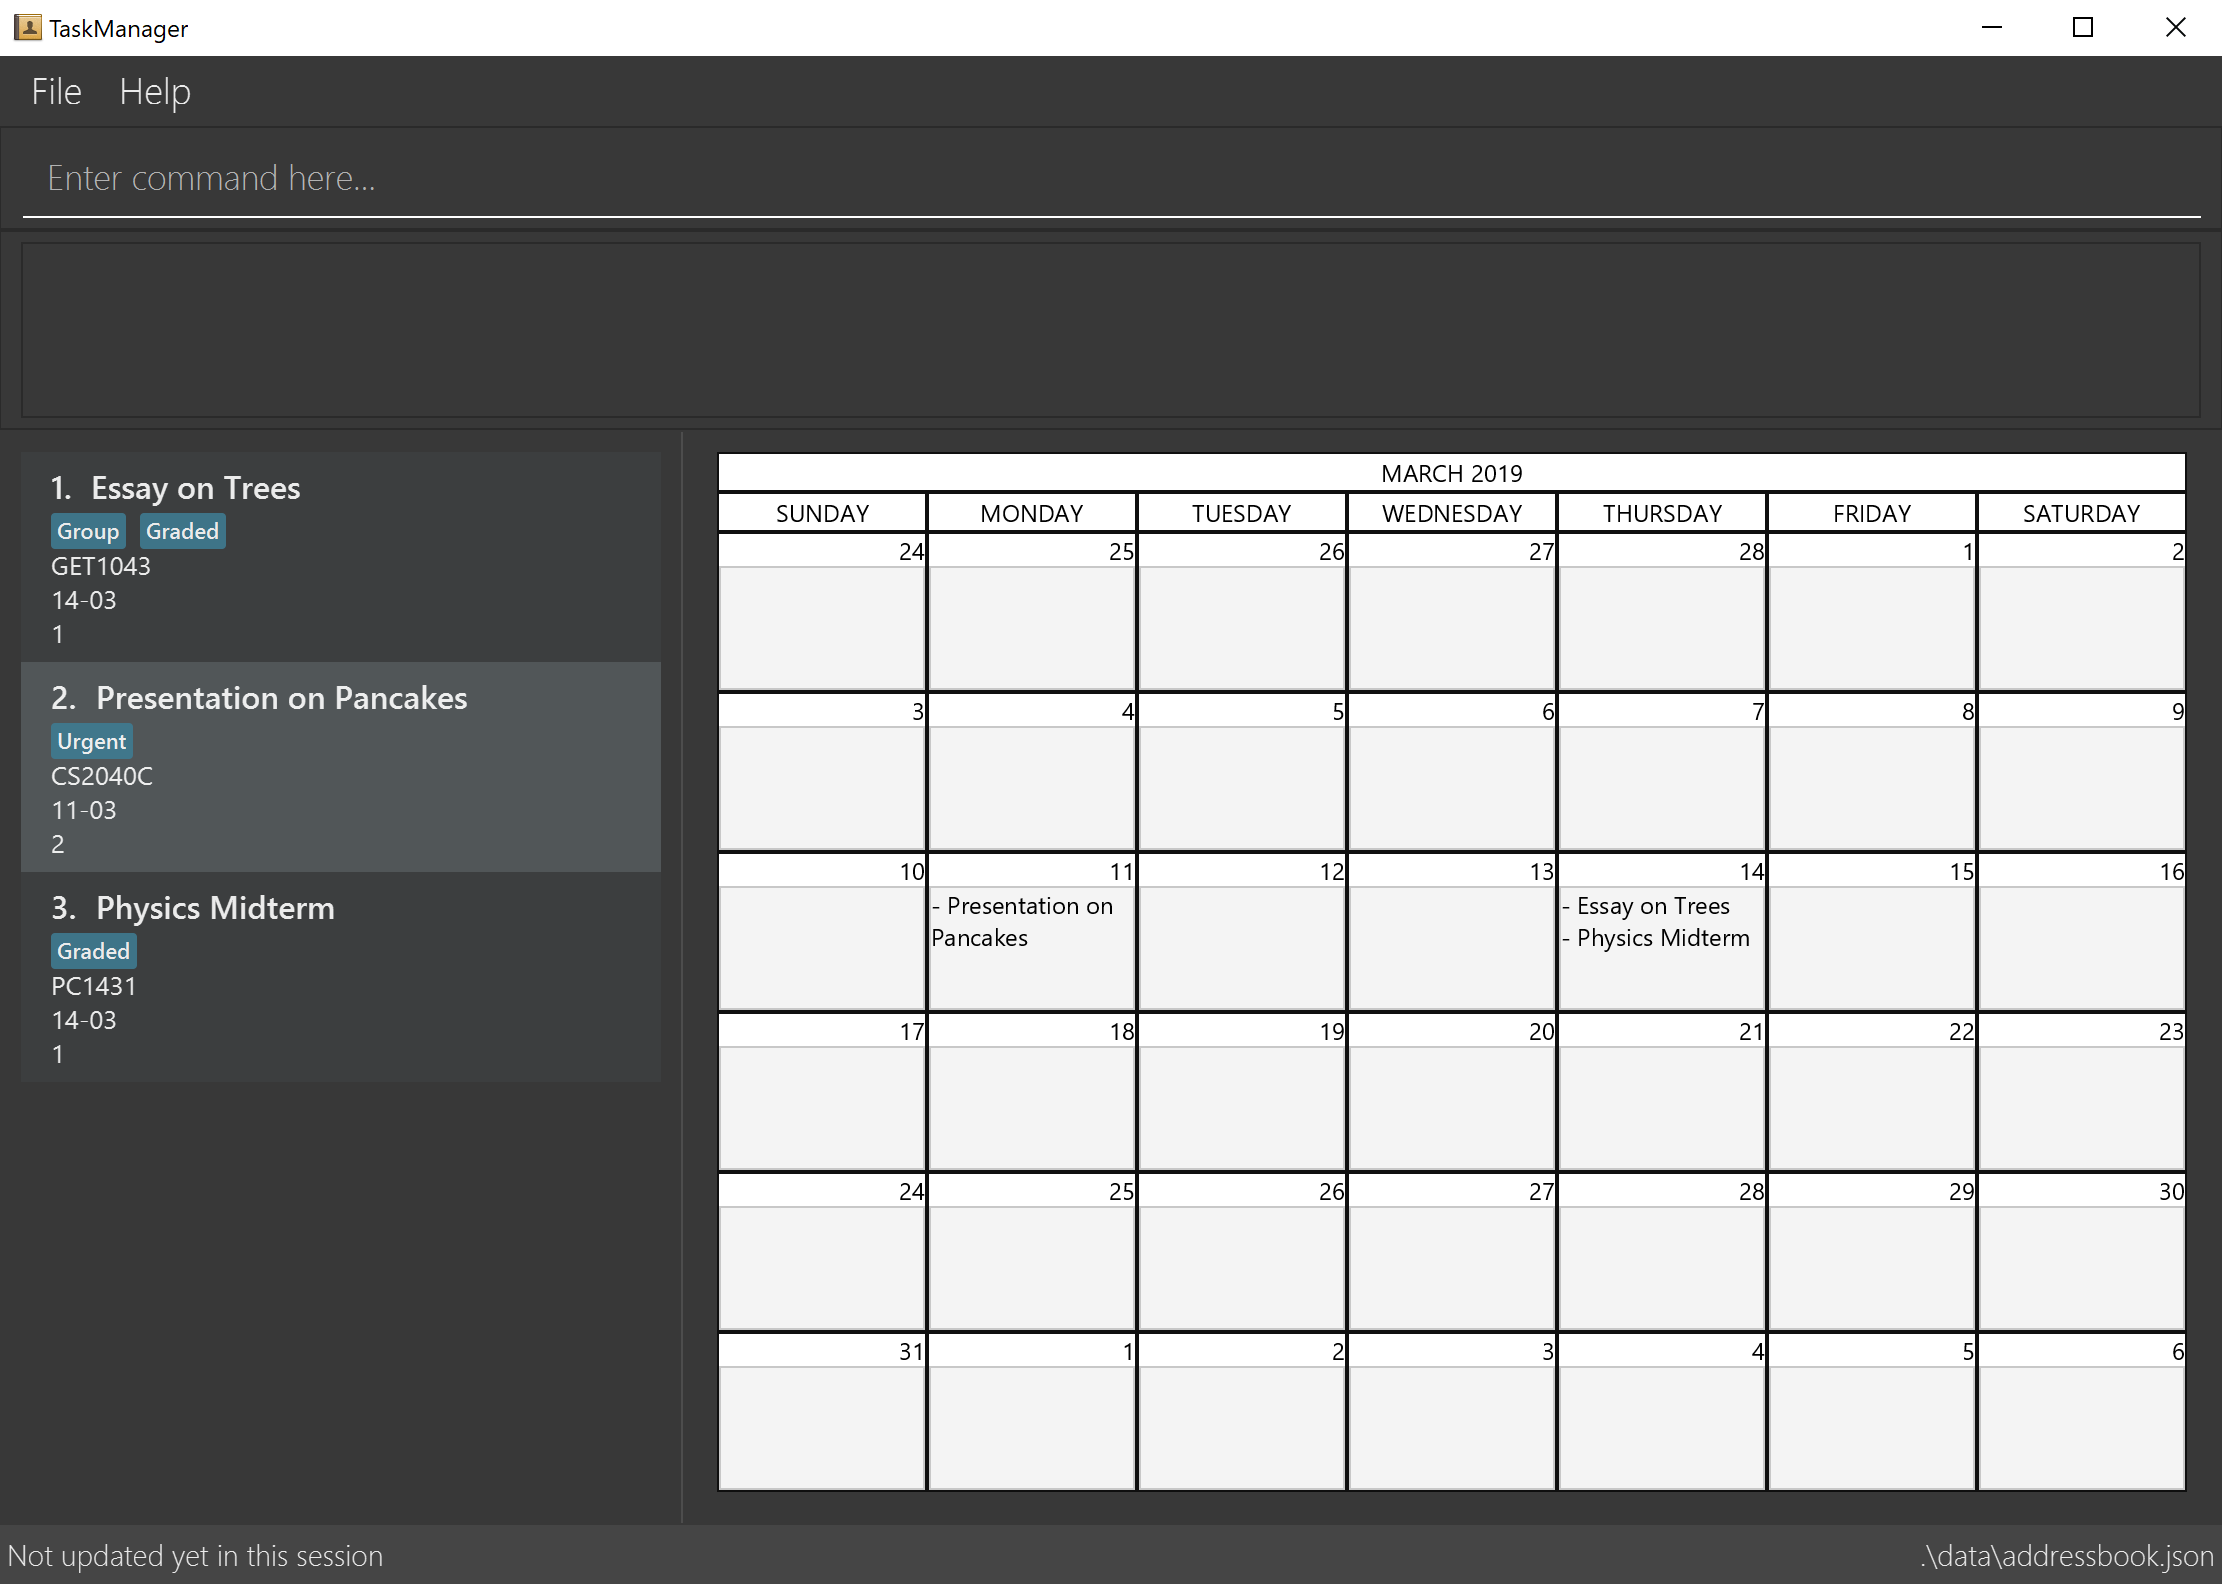 TaskManager
File Help
Enter command here...
1. Essay on Trees
Group Graded
GET1043
14-03
1
2. Presentation on Pancakes
Urgent
CS2040C
11-03
2
3. Physics Midterm
Graded
PC1431
14-03
1
MARCH 2019
SUNDAY MONDAY TUESDAY WEDNESDAY THURSDAY FRIDAY SATURDAY
24 25 26 27 28 1 2
3 4 5 6 7 8 9
10 11 12 13 14 15 16
- Presentation on
Pancakes
- Essay on Trees
- Physics Midterm
17 18 19 20 21 22 23
24 25 26 27 28 29 30
31 1 2 3 4 5 6
Not updated yet in this session
.\data\addressbook.json